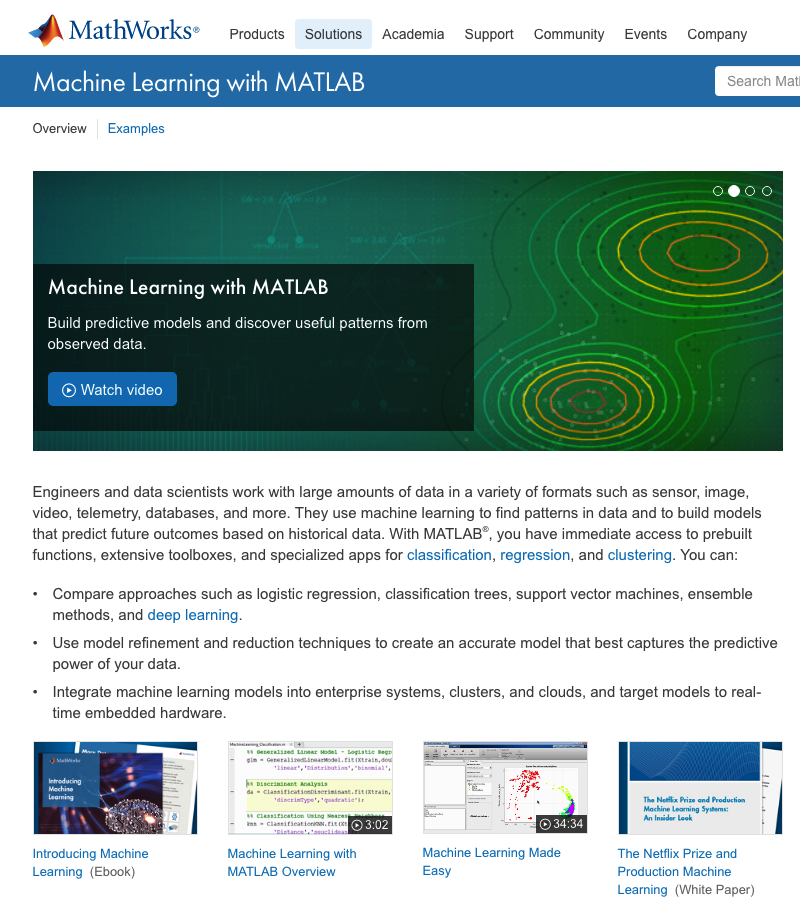 MathWorks®
Products Solutions Academia Support Community Events Company
Machine Learning with MATLAB
Search Mat
Overview Examples
Machine Learning with MATLAB
Build predictive models and discover useful patterns from
observed data.
Watch video
Engineers and data scientists work with large amounts of data in a variety of formats such as sensor, image,
video, telemetry, databases, and more. They use machine learning to find patterns in data and to build models
that predict future outcomes based on historical data. With MATLAB®, you have immediate access to prebuilt
functions, extensive toolboxes, and specialized apps for classification, regression, and clustering. You can:
• Compare approaches such as logistic regression, classification trees, support vector machines, ensemble
methods, and deep learning.
• Use model refinement and reduction techniques to create an accurate model that best captures the predictive
power of your data.
• Integrate machine learning models into enterprise systems, clusters, and clouds, and target models to real-
time embedded hardware.
MathWorks
Introducing
Machine
Learning
%% Generalized Linear Model - Logistic Regre
glm = GeneralizedLinearModel.fit(Xtrain,dou
'linear','Distribution','binomial',
%% Discriminant Analysis
da = ClassificationDiscriminant.fit(Xtrain,
'discrimType','quadratic');
%% Classification Using Nearest
knn = ClassificationKNN.fit(X
'Distance','seuclidean
3:02
34:34
The Netflix Prize and Production
Machine Learning Systems:
An Insider Look
Introducing Machine
Learning (Ebook)
Machine Learning with
MATLAB Overview
Machine Learning Made
Easy
The Netflix Prize and
Production Machine
Learning (White Paper)